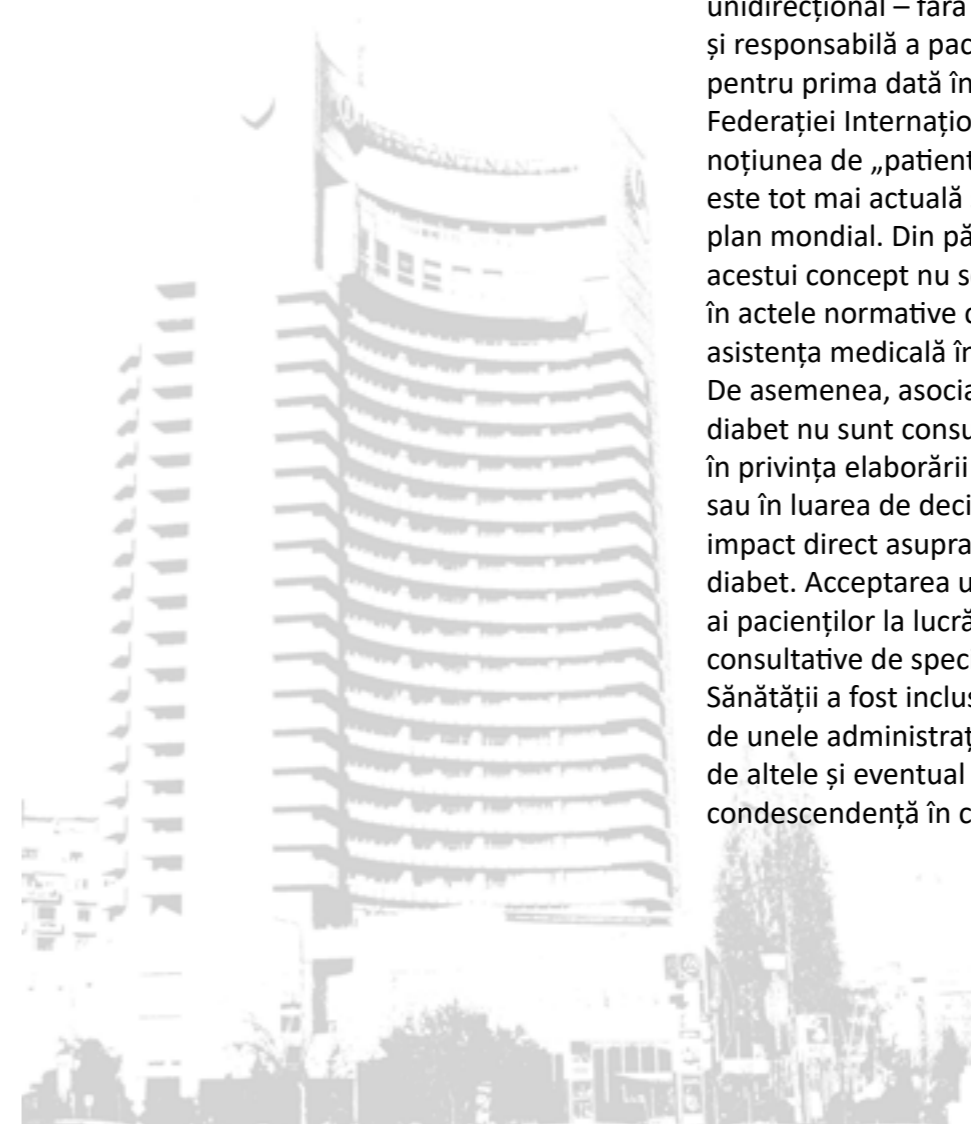 INTERCONTINENTAL
unidirecțional – fără
și responsabilă a pac
pentru prima dată în
Federației Internațio
noțiunea de „patient
este tot mai actuală
plan mondial. Din pă
acestui concept nu s
în actele normative
asistența medicală în
De asemenea, asocia
diabet nu sunt consu
în privința elaborării
sau în luarea de deci
impact direct asupra
diabet. Acceptarea u
ai pacienților la lucră
consultative de spec
Sănătății a fost inclus
de unele administraț
de altele și eventual
condescendență în c